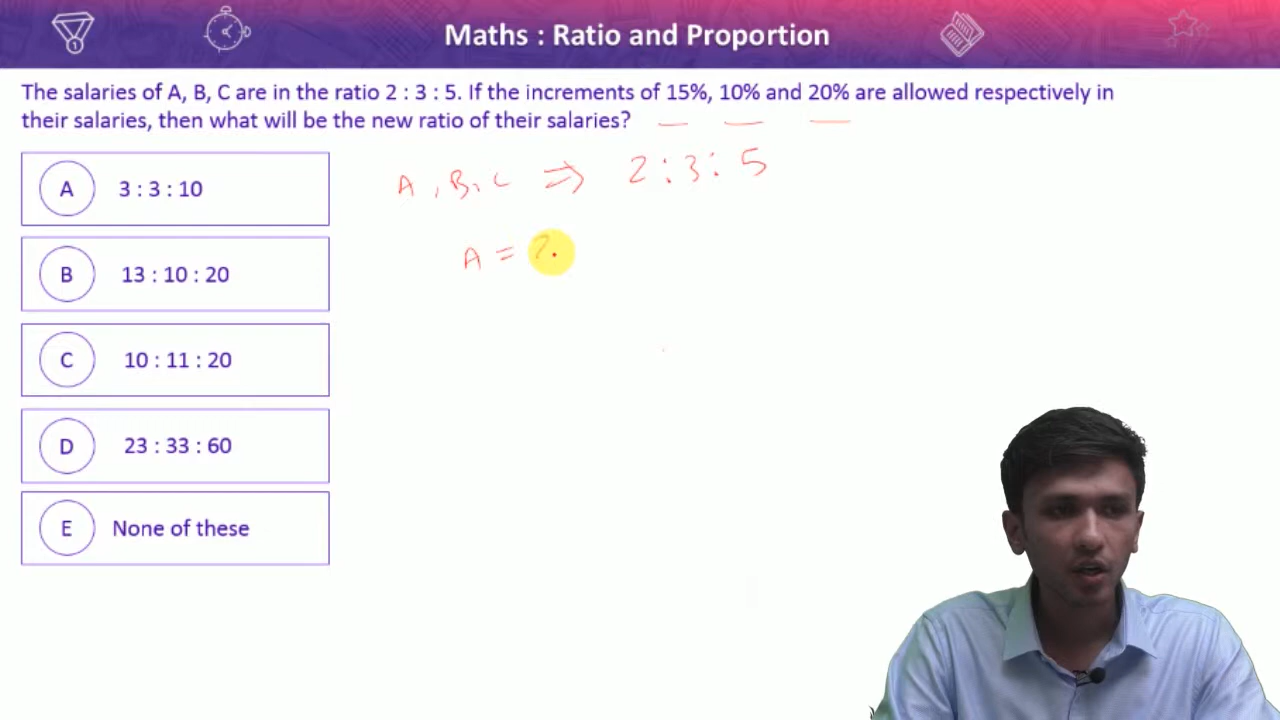 Maths : Ratio and Proportion
The salaries of A, B, C are in the ratio 2 : 3 : 5. If the increments of 15%, 10% and 20% are allowed respectively in
their salaries, then what will be the new ratio of their salaries?
A, B, C ⇒ 2 : 3 : 5
A =
A 3 : 3 : 10
B 13 : 10 : 20
C 10 : 11 : 20
D 23 : 33 : 60
E None of these